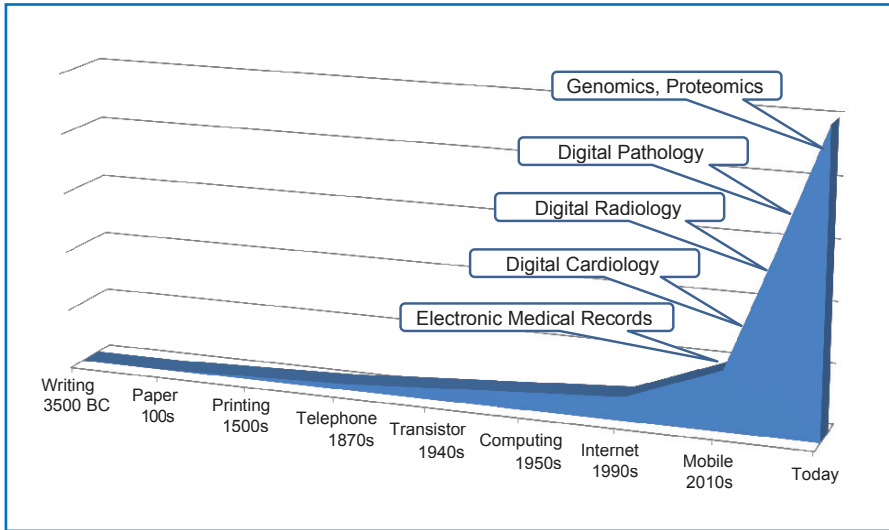 Genomics, Proteomics
Digital Pathology
Digital Radiology
Digital Cardiology
Electronic Medical Records
Writing
3500 BC
Paper
100s
Printing
1500s
Telephone
1870s
Transistor
1940s
Computing
1950s
Internet
1990s
Mobile
2010s
Today